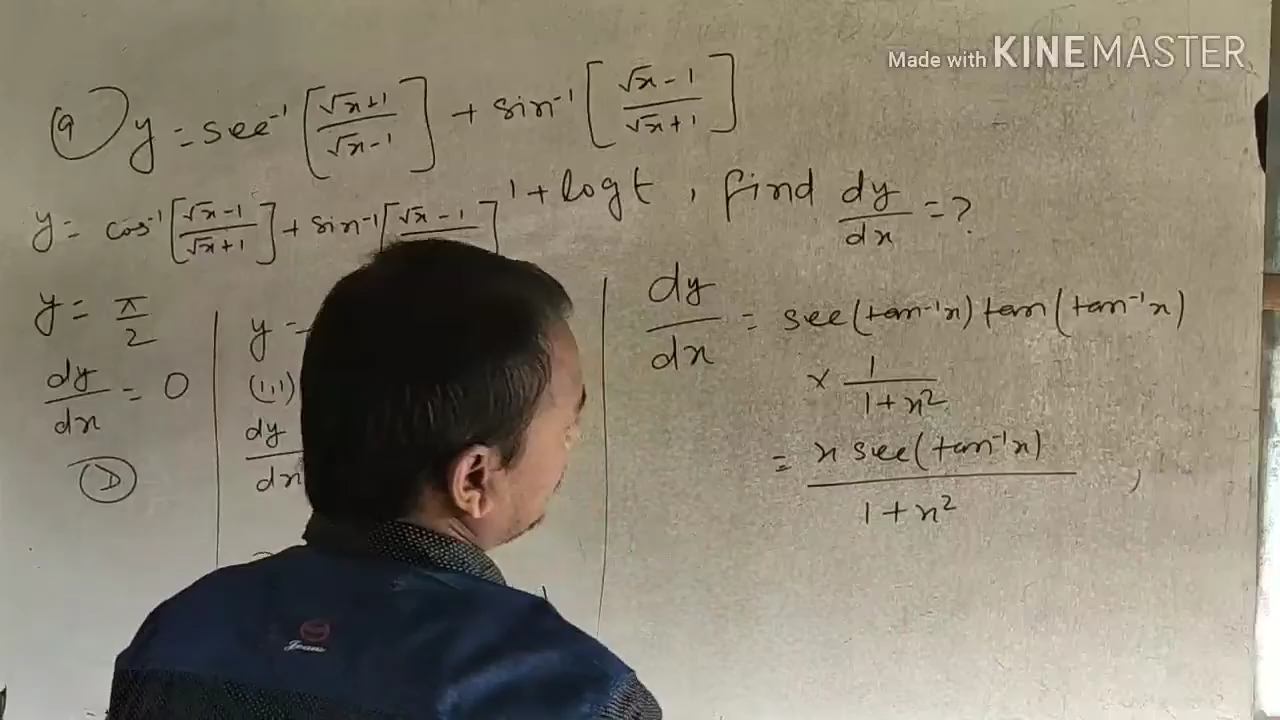 Made with KINEMASTER
9 y = sec⁻¹ [ (√x+1)/(√x-1) ] + sin⁻¹ [ (√x-1)/(√x+1) ]
1 + log t , find dy/dx = ?
y = cos⁻¹ [ (√x-1)/(√x+1) ] + sin⁻¹ [ √x-1
y = π/2
dy/dx = 0
D
y =
(1,1)
dy
dx
dy/dx = sec(tan⁻¹x) tan(tan⁻¹x)
× 1/(1+x²)
= x sec(tan⁻¹x)/(1+x²) ,
Jeans